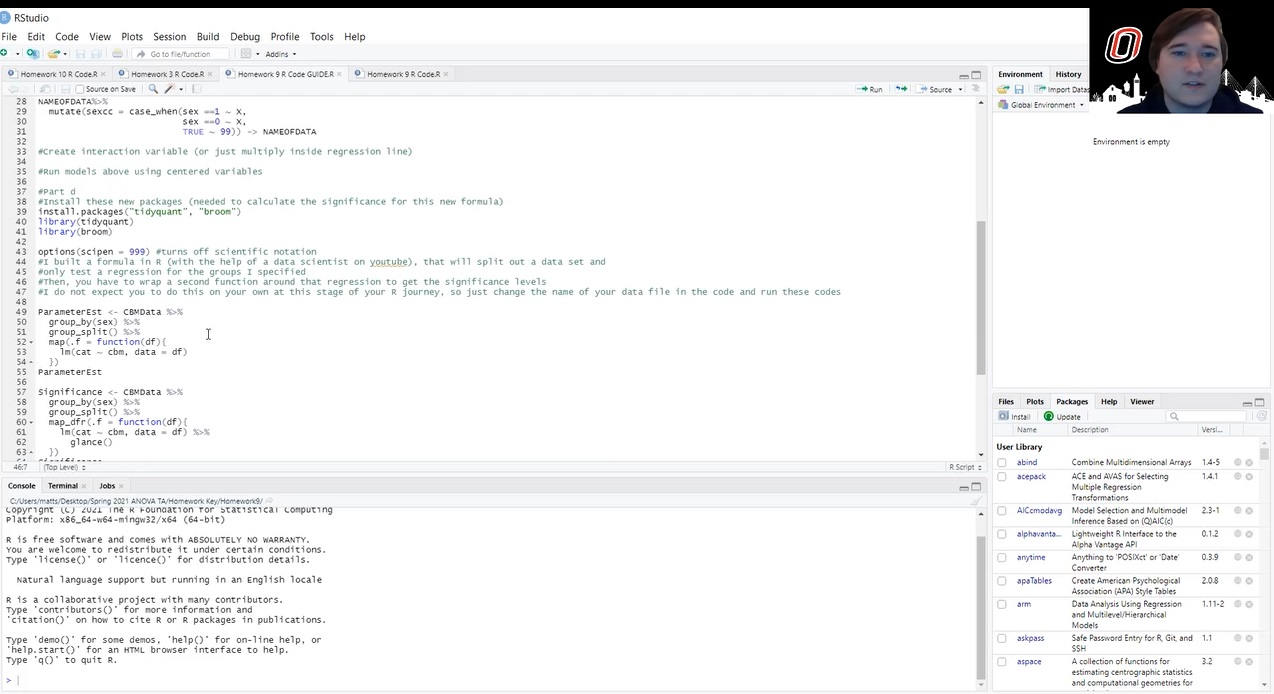 RStudio
File Edit Code View Plots Session Build Debug Profile Tools Help
Go to file/function Addins
Homework 10 R Code.R Homework 3 R Code.R Homework 9 R Code GUIDE.R Homework 9 R Code.R
Source on Save Run Source
28 NAMEOFDATA%>%
29 mutate(sexcc = case_when(sex ==1 ~ X,
30 sex ==0 ~ X,
31 TRUE ~ 99)) -> NAMEOFDATA
32
33 #Create interaction variable (or just multiply inside regression line)
34
35 #Run models above using centered variables
36
37 #Part d
38 #Install these new packages (needed to calculate the significance for this new formula)
39 install.packages("tidyquant", "broom")
40 library(tidyquant)
41 library(broom)
42
43 options(scipen = 999) #turns off scientific notation
44 #I built a formula in R (with the help of a data scientist on youtube), that will split out a data set and
45 #only test a regression for the groups I specified
46 #Then, you have to wrap a second function around that regression to get the significance levels
47 #I do not expect you to do this on your own at this stage of your R journey, so just change the name of your data file in the code and run these codes
48
49 ParameterEst <- CBMData %>%
50 group_by(sex) %>%
51 group_split() %>%
52 map(.f = function(df){
53 lm(cat ~ cbm, data = df)
54 })
55 ParameterEst
56
57 Significance <- CBMData %>%
58 group_by(sex) %>%
59 group_split() %>%
60 map_dfr(.f = function(df){
61 lm(cat ~ cbm, data = df) %>%
62 glance()
63 })
46:7 (Top Level) R Script
Console Terminal Jobs
C:/Users/matts/Desktop/Spring 2021 ANOVA TA/Homework Key/Homework9/
Copyright (C) 2021 The R Foundation for Statistical Computing
Platform: x86_64-w64-mingw32/x64 (64-bit)
R is free software and comes with ABSOLUTELY NO WARRANTY.
You are welcome to redistribute it under certain conditions.
Type 'license()' or 'licence()' for distribution details.
Natural language support but running in an English locale
R is a collaborative project with many contributors.
Type 'contributors()' for more information and
'citation()' on how to cite R or R packages in publications.
Type 'demo()' for some demos, 'help()' for on-line help, or
'help.start()' for an HTML browser interface to help.
Type 'q()' to quit R.
>
Environment History
Import Datas
Global Environment
Environment is empty
Files Plots Packages Help Viewer
Install Update
Name Description Versi...
User Library
abind Combine Multidimensional Arrays 1.4-5
acepack ACE and AVAS for Selecting 1.4.1
Multiple Regression
Transformations
AICcmodavg Model Selection and Multimodel 2.3-1
Inference Based on (Q)AIC(c)
alphavanta... Lightweight R Interface to the 0.1.2
Alpha Vantage API
anytime Anything to 'POSIXct' or 'Date' 0.3.9
Converter
apaTables Create American Psychological 2.0.8
Association (APA) Style Tables
arm Data Analysis Using Regression 1.11-2
and Multilevel/Hierarchical
Models
askpass Safe Password Entry for R, Git, and 1.1
SSH
aspace A collection of functions for 3.2
estimating centrographic statistics
and computational geometries for